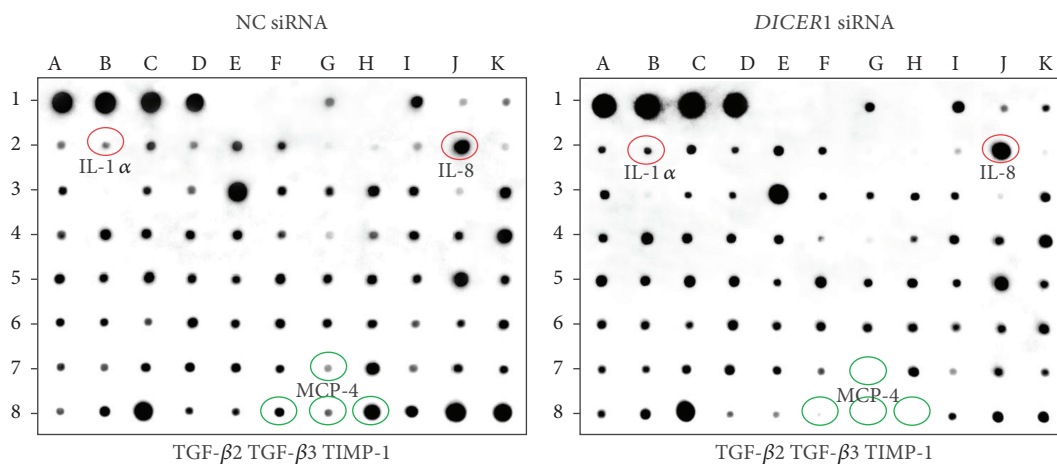 NC siRNA
A B C D E F G H I J K
1
2
IL-1 α
IL-8
3
4
5
6
7
MCP-4
8
TGF-β2 TGF-β3 TIMP-1
DICER1 siRNA
A B C D E F G H I J K
1
2
IL-1 α
IL-8
3
4
5
6
7
MCP-4
8
TGF-β2 TGF-β3 TIMP-1